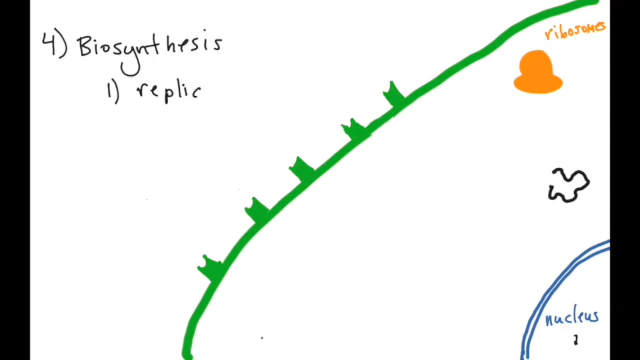 4) Biosynthesis
1) replic
ribosomes
nucleus